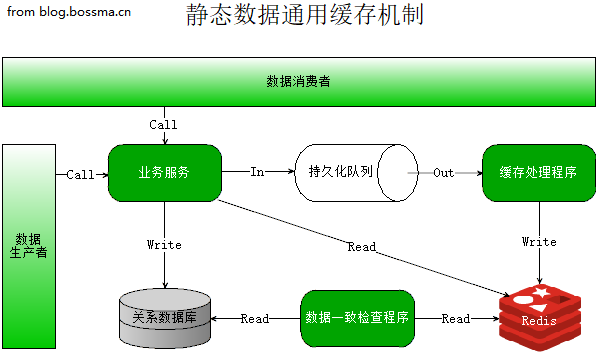 from blog.bossma.cn
静态数据通用缓存机制
数据消费者
Call
Call
业务服务
In
持久化队列
Out
缓存处理程序
数据
生产者
Write
Read
Write
关系数据库
Read
数据一致检查程序
Read
Redis